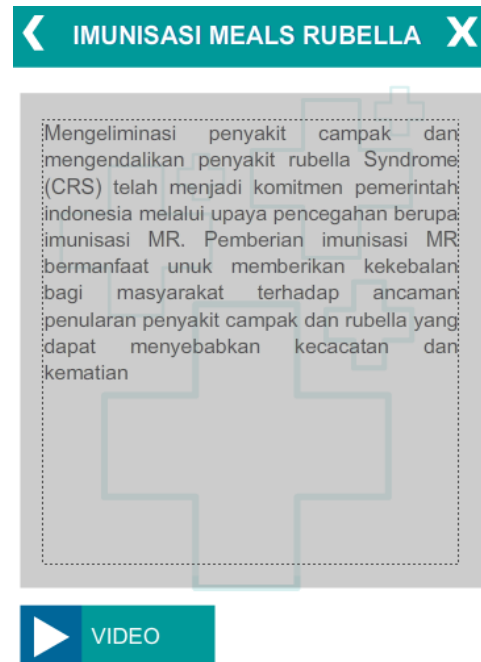 IMUNISASI MEALS RUBELLA X
Mengeliminasi penyakit campak dan
mengendalikan penyakit rubella Syndrome
(CRS) telah menjadi komitmen pemerintah
indonesia melalui upaya pencegahan berupa
imunisasi MR. Pemberian imunisasi MR
bermanfaat unuk memberikan kekebalan
bagi masyarakat terhadap ancaman
penularan penyakit campak dan rubella yang
dapat menyebabkan kecacatan dan
kematian
VIDEO